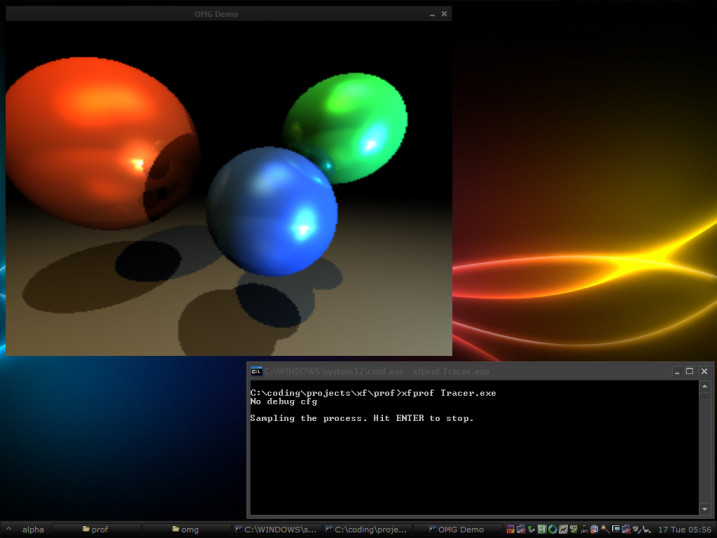 OMG Demo
C:\WINDOWS\system32\cmd.exe - xfprof Tracer.exe
C:\coding\projects\xf\prof>xfprof Tracer.exe
No debug cfg
Sampling the process. Hit ENTER to stop.
alpha
prof
omg
C:\WINDOWS\s...
C:\coding\proje...
OMG Demo
17 Tue 05:56